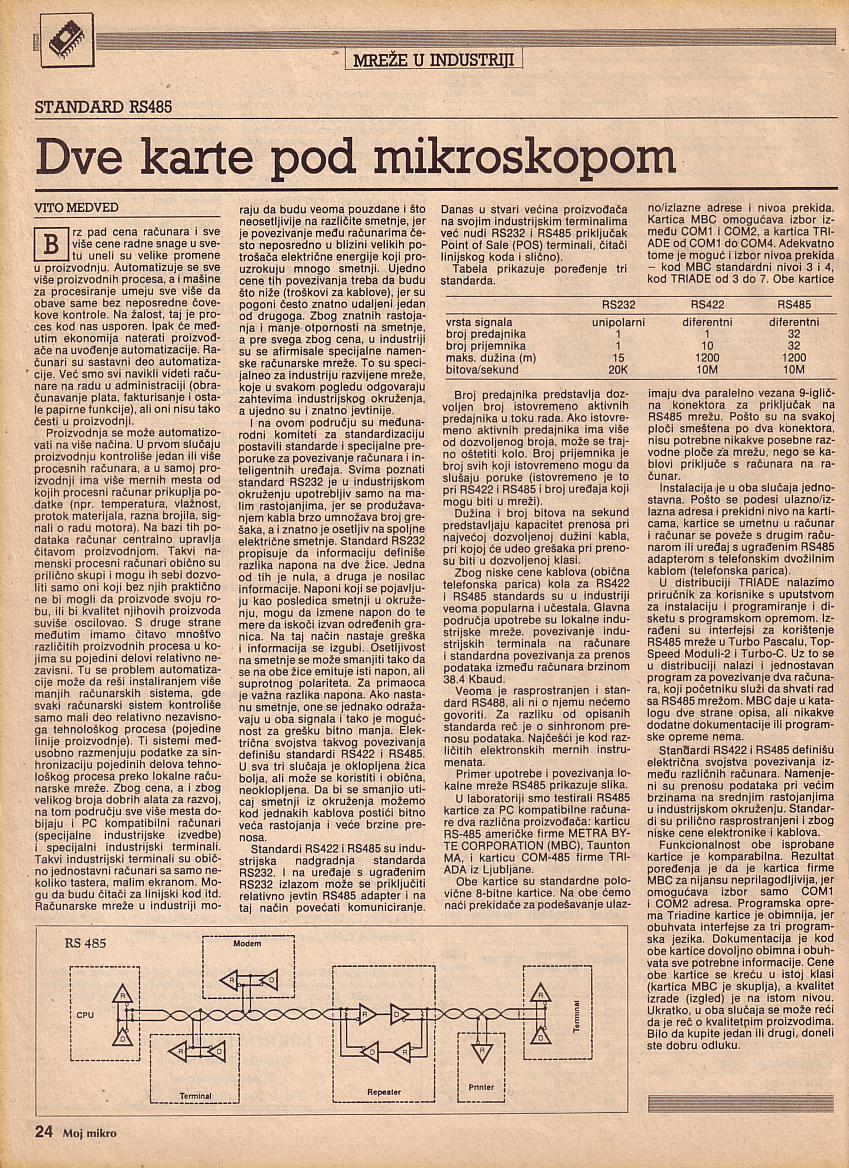 MREŽE U INDUSTRIJI
STANDARD RS485
Dve karte pod mikroskopom
VITO MEDVED
Brz pad cena računara i sve
više cene radne snage u sve-
tu uneli su velike promene
u proizvodnju. Automatizuje se sve
više proizvodnih procesa, a i mašine
za procesiranje umeju sve više da
obave same bez neposredne čove-
kove kontrole. Na žalost, taj je pro-
ces kod nas usporen. Ipak će međ-
utim ekonomija naterati proizvođ-
ače na uvođenje automatizacije. Ra-
čunari su sastavni deo automatiza-
cije. Već smo svi navikli videti raču-
nare na radu u administraciji (obra-
čunavanje plata, fakturisanje i osta-
le papirne funkcije), ali oni nisu tako
česti u proizvodnji.
Proizvodnja se može automatizo-
vati na više načina. U prvom slučaju
proizvodnju kontroliše jedan ili više
procesnih računara, a u samoj pro-
izvodnji ima više mernih mesta od
kojih procesni računar prikuplja po-
datke (npr. temperatura, vlažnost,
protok materijala, razna brojila, sig-
nali o radu motora). Na bazi tih po-
dataka računar centralno upravlja
čitavom proizvodnjom. Takvi na-
menski procesni računari obično su
prilično skupi i mogu ih sebi dozvo-
liti samo oni koji bez njih praktično
ne bi mogli da proizvode svoju ro-
bu, ili bi kvalitet njihovih proizvoda
suviše oscilovao. S druge strane
međutim imamo čitavo mnoštvo
različitih proizvodnih procesa u ko-
jima su pojedini delovi relativno ne-
zavisni. Tu se problem automatiza-
cije može da reši instaliranjem više
manjih računarskih sistema, gde
svaki računarski sistem kontroliše
samo mali deo relativno nezavisno-
ga tehnološkog procesa (pojedine
linije proizvodnje). Ti sistemi međ-
usobno razmenjuju podatke za sin-
hronizaciju pojedinih delova tehno-
loškog procesa preko lokalne raču-
narske mreže. Zbog cena, a i zbog
velikog broja dobrih alata za razvoj,
na tom području sve više mesta do-
bijaju i PC kompatibilni računari
(specijalne industrijske izvedbe)
i specijalni industrijski terminali.
Takvi industrijski terminali su obič-
no jednostavni računari sa samo ne-
koliko tastera, malim ekranom. Mo-
gu da budu čitači za linijski kod itd.
Računarske mreže u industriji mo-
raju da budu veoma pouzdane i što
neosetljivije na različite smetnje, jer
je povezivanje među računarima če-
sto neposredno u blizini velikih po-
trošača električne energije koji pro-
uzrokuju mnogo smetnji. Ujedno
cene tih povezivanja treba da budu
što niže (troškovi za kablove), jer su
pogoni često znatno udaljeni jedan
od drugoga. Zbog znatnih rastoja-
nja i manje otpornosti na smetnje,
a pre svega zbog cena, u industriji
su se afirmisale specijalne namen-
ske računarske mreže. To su speci-
jalneo za industriju razvijene mreže,
koje u svakom pogledu odgovaraju
zahtevima industrijskog okruženja,
a ujedno su i znatno jevtinije.
I na ovom području su međuna-
rodni komiteti za standardizaciju
postavili standarde i specijalne pre-
poruke za povezivanje računara i in-
teligentnih uređaja. Svima poznati
standard RS232 je u industrijskom
okruženju upotrebljiv samo na ma-
lim rastojanjima, jer se produžava-
njem kabla brzo umnožava broj gre-
šaka, a i znatno je osetljiv na spoljne
električne smetnje. Standard RS232
propisuje da informaciju definiše
razlika napona na dve žice. Jedna
od tih je nula, a druga je nosilac
informacije. Naponi koji se pojavlju-
ju kao posledica smetnji u okruže-
nju, mogu da izmene napon do te
mere da iskoči izvan određenih gra-
nica. Na taj način nastaje greška
i informacija se izgubi. Osetljivost
na smetnje se može smanjiti tako da
se na obe žice emituje isti napon, ali
suprotnog polariteta. Za primaoca
je važna razlika napona. Ako nasta-
nu smetnje, one se jednako odraža-
vaju u oba signala i tako je moguć-
nost za grešku bitno manja. Elek-
trična svojstva takvog povezivanja
definišu standardi RS422 i RS485.
U sva tri slučaja je oklopljena žica
bolja, ali može se koristiti i obična,
neoklopljena. Da bi se smanjio uti-
caj smetnji iz okruženja možemo
kod jednakih kablova postići bitno
veća rastojanja i veće brzine pre-
nosa.
Standardi RS422 i RS485 su indu-
strijska nadgradnja standarda
RS232. I na uređaje s ugrađenim
RS232 izlazom može se priključiti
relativno jevtin RS485 adapter i na
taj način povećati komuniciranje.
Danas u stvari većina proizvođača
na svojim industrijskim terminalima
već nudi RS232 i RS485 priključak
Point of Sale (POS) terminali, čitači
linijskog koda i slično).
Tabela prikazuje poređenje tri
standarda.
no/izlazne adrese i nivoa prekida.
Kartica MBC omogućava izbor iz-
među COM1 i COM2, a kartica TRI-
ADE od COM1 do COM4. Adekvatno
tome je moguć i izbor nivoa prekida
– kod MBC standardni nivoi 3 i 4,
kod TRIADE od 3 do 7. Obe kartice
RS232 RS422 RS485
vrsta signala unipolarni diferentni diferentni
broj predajnika 1 1 32
broj prijemnika 1 10 32
maks. dužina (m) 15 1200 1200
bitova/sekund 20K 10M 10M
Broj predajnika predstavlja doz-
voljen broj istovremeno aktivnih
predajnika u toku rada. Ako istovre-
meno aktivnih predajnika ima više
od dozvoljenog broja, može se traj-
no oštetiti kolo. Broj prijemnika je
broj svih koji istovremeno mogu da
slušaju poruke (istovremeno je to
pri RS422 i RS485 i broj uređaja koji
mogu biti u mreži).
Dužina i broj bitova na sekund
predstavljaju kapacitet prenosa pri
najvećoj dozvoljenoj dužini kabla,
pri kojoj će udeo grešaka pri preno-
su biti u dozvoljenoj klasi.
Zbog niske cene kablova (obična
telefonska parica) kola za RS422
i RS485 standards su u industriji
veoma popularna i učestala. Glavna
područja upotrebe su lokalne indu-
strijske mreže. povezivanje indu-
strijskih terminala na računare
i standardna povezivanja za prenos
podataka između računara brzinom
38.4 Kbaud.
Veoma je rasprostranjen i stan-
dard RS488, ali ni o njemu nećemo
govoriti. Za razliku od opisanih
standarda reč je o sinhronom pre-
nosu podataka. Najčešći je kod raz-
ličitih elektronskih mernih instru-
menata.
Primer upotrebe i povezivanja lo-
kalne mreže RS485 prikazuje slika.
U laboratoriji smo testirali RS485
kartice za PC kompatibilne računa-
re dva različna proizvođača: karticu
RS-485 američke firme METRA BY-
TE CORPORATION (MBC), Taunton
MA, i karticu COM-485 firme TRI-
ADA iz Ljubljane.
Obe kartice su standardne polo-
vične 8-bitne kartice. Na obe ćemo
naći prekidače za podešavanje ulaz-
imaju dva paralelno vezana 9-iglič-
na konektora za priključak na
RS485 mrežu. Pošto su na svakoj
ploči smeštena po dva konektora,
nisu potrebne nikakve posebne raz-
vodne ploče za mrežu, nego se ka-
blovi priključe s računara na ra-
čunar.
Instalacija je u oba slučaja jedno-
stavna. Pošto se podesi ulazno/iz-
lazna adresa i prekidni nivo na karti-
cama, kartice se umetnu u računar
i računar se poveže s drugim raču-
narom ili uređaj s ugrađenim RS485
adapterom s telefonskim dvožilnim
kablom (telefonska parica).
U distribuciji TRIADE nalazimo
priručnik za korisnike s uputstvom
za instalaciju i programiranje i di-
sketu s programskom opremom. Iz-
rađeni su interfejsi za korištenje
RS485 mreže u Turbo Pascalu, Top-
Speed Moduli-2 i Turbo-C. Uz to se
u distribuciji nalazi i jednostavan
program za povezivanje dva računa-
ra, koji početniku služi da shvati rad
sa RS485 mrežom. MBC daje u kata-
logu dve strane opisa, ali nikakve
dodatne dokumentacije ili program-
ske opreme nema.
Standardi RS422 i RS485 definišu
električna svojstva povezivanja iz-
među različnih računara. Namenje-
ni su prenosu podataka pri većim
brzinama na srednjim rastojanjima
u industrijskom okruženju. Standar-
di su prilično rasprostranjeni i zbog
niske cene elektronike i kablova.
Funkcionalnost obe isprobane
kartice je komparabilna. Rezultat
poređenja je da je kartica firme
MBC za nijansu neprilagodljivija, jer
omogućava izbor samo COM1
i COM2 adresa. Programska opre-
ma Triadine kartice je obimnija, jer
obuhvata interfejse za tri program-
ska jezika. Dokumentacija je kod
obe kartice dovoljno obimna i obuh-
vata sve potrebne informacije. Cene
obe kartice se kreću u istoj klasi
(kartica MBC je skuplja), a kvalitet
izrade (izgled) je na istom nivou.
Ukratko, u oba slučaja se može reći
da je reč o kvalitetnim proizvodima.
Bilo da kupite jedan ili drugi, doneli
ste dobru odluku.
RS 485
Modem
R D
CPU
R
D
R D
Terminal
R D
D R
Repeater
R
Printer
R
D
Terminal
24 Moj mikro